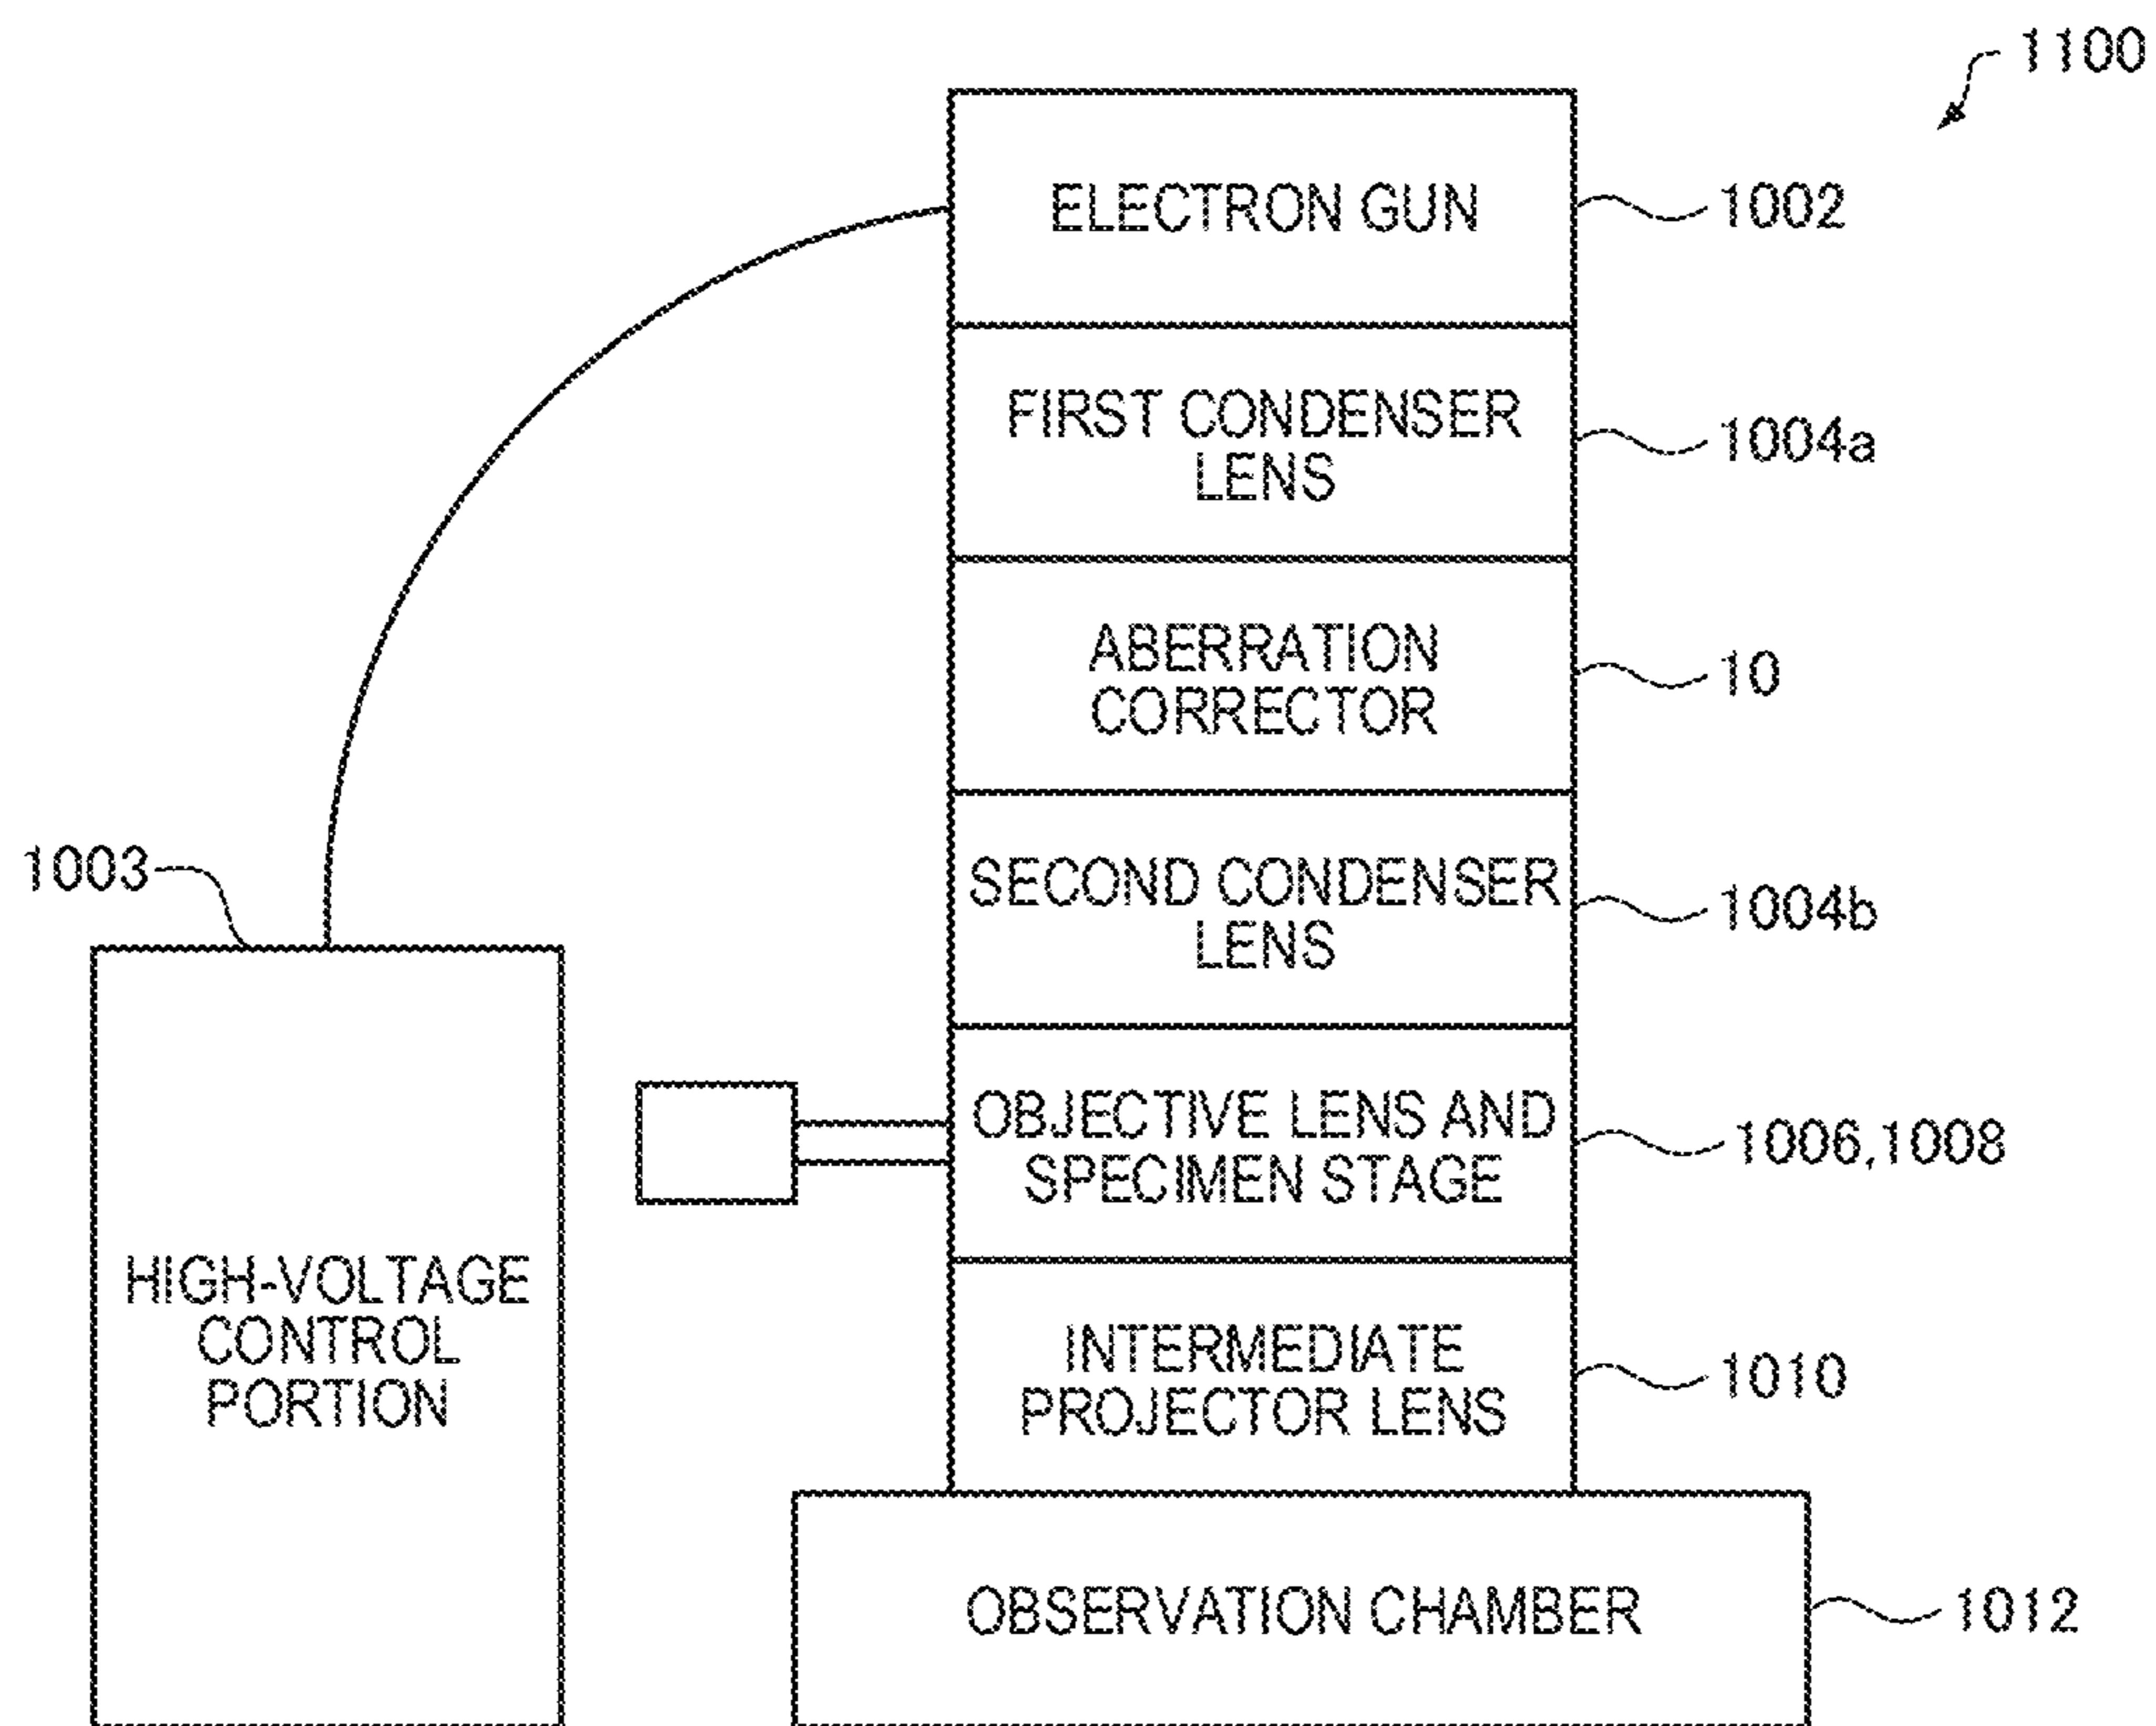 1100
ELECTRON GUN
1002
FIRST CONDENSER
LENS
1004a
ABERRATION
CORRECTOR
10
SECOND CONDENSER
LENS
1004b
1003
OBJECTIVE LENS AND
SPECIMEN STAGE
1006,1008
HIGH-VOLTAGE
CONTROL
PORTION
INTERMEDIATE
PROJECTOR LENS
1010
OBSERVATION CHAMBER
1012